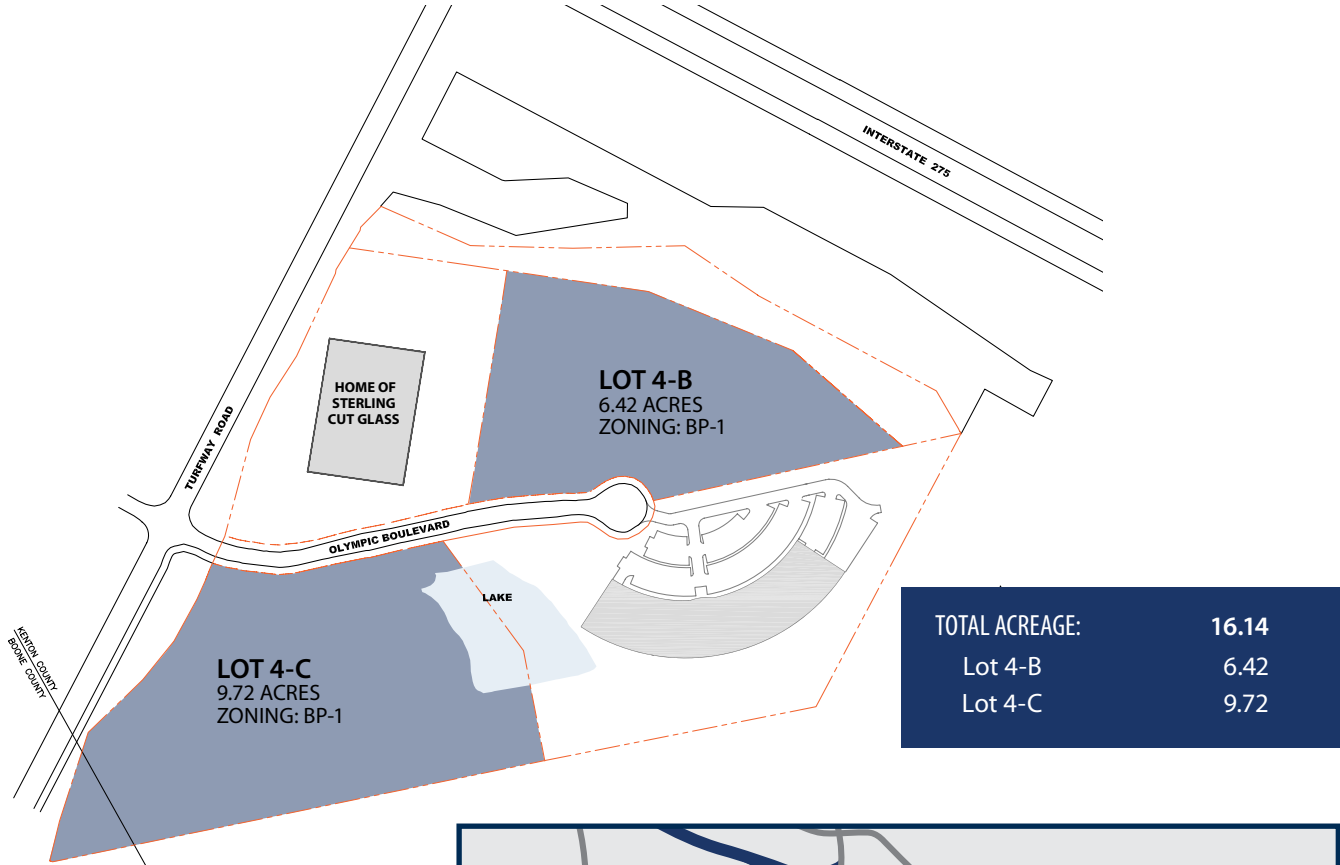 INTERSTATE 275
HOME OF
STERLING
CUT GLASS
LOT 4-B
6.42 ACRES
ZONING: BP-1
TURFWAY ROAD
OLYMPIC BOULEVARD
LAKE
KENTON COUNTY
BOONE COUNTY
LOT 4-C
9.72 ACRES
ZONING: BP-1
TOTAL ACREAGE: 16.14
Lot 4-B 6.42
Lot 4-C 9.72